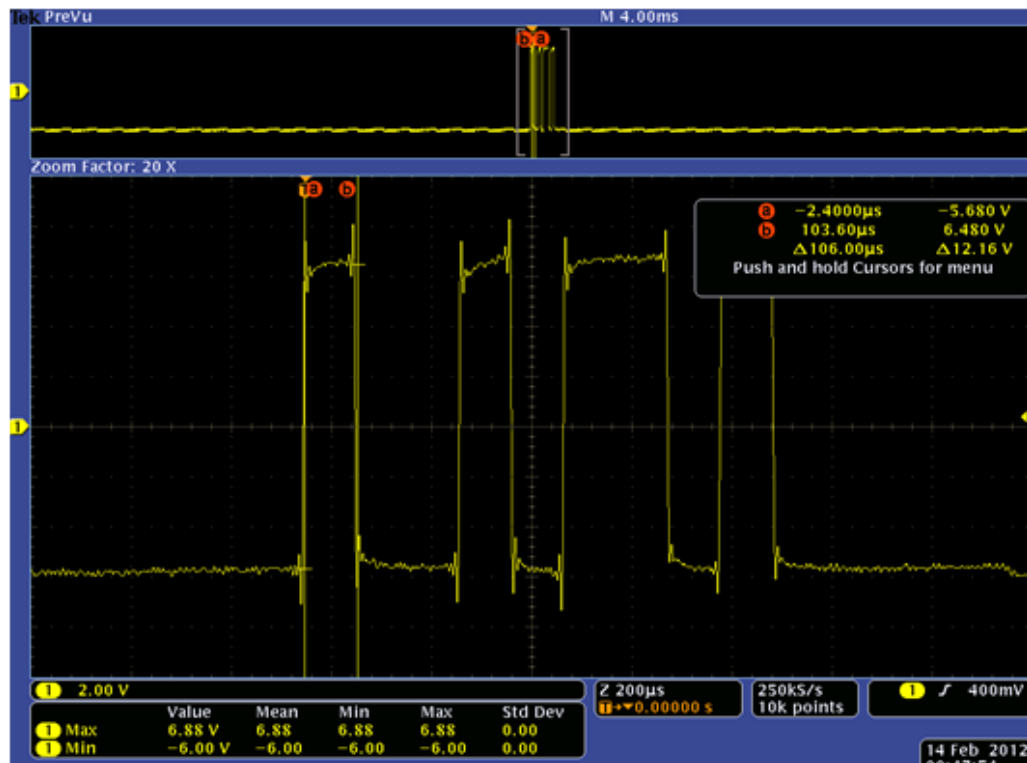 Tek PreVu M 4.00ms
b a
1
Zoom Factor: 20 X
T a b
a −2.4000µs −5.680 V
b 103.60µs 6.480 V
Δ106.00µs Δ12.16 V
Push and hold Cursors for menu
1
1 2.00 V
Z 200µs
T→▼0.00000 s
250kS/s
10k points
1 ∫ 400mV
Value Mean Min Max Std Dev
1 Max 6.88 V 6.88 6.88 6.88 0.00
1 Min −6.00 V −6.00 −6.00 −6.00 0.00
14 Feb 2012